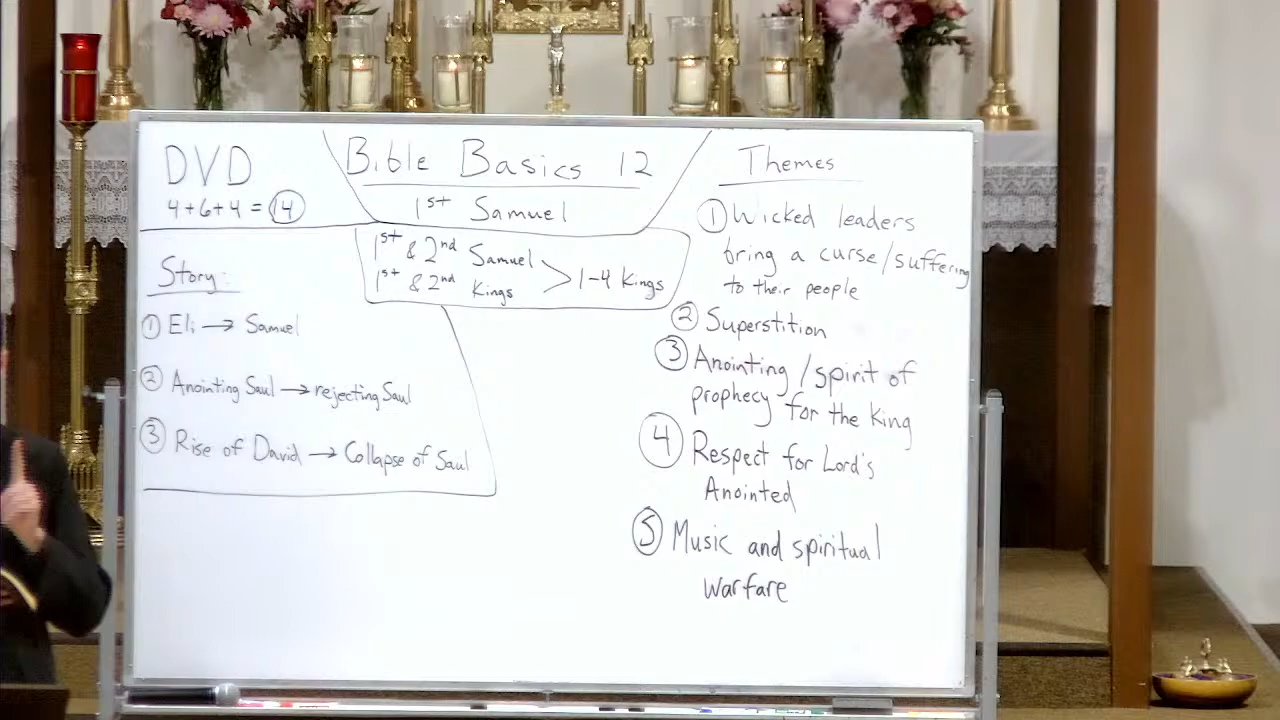 DVD
4+6+4 = 14
Bible Basics 12
1st Samuel
1st & 2nd Samuel
1st & 2nd Kings
> 1-4 Kings
Story:
① Eli → Samuel
② Anointing Saul → rejecting Saul
③ Rise of David → Collapse of Saul
Themes
① Wicked leaders
bring a curse/suffering
to their people
② Superstition
③ Anointing/spirit of
prophecy for the King
④ Respect for Lord's
Anointed
⑤ Music and spiritual
warfare